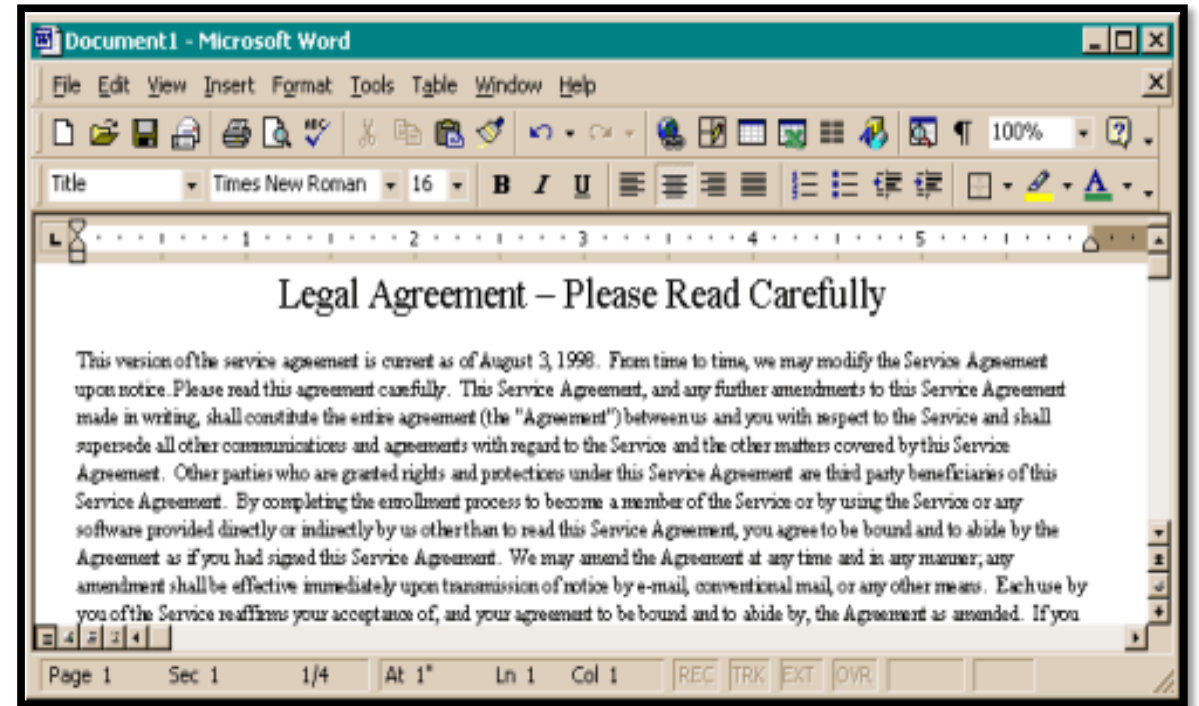 Document1 - Microsoft Word
File Edit View Insert Format Tools Table Window Help
ABC ¶ 100%
Title Times New Roman 16 B I U A
L 1 2 3 4 5
Legal Agreement – Please Read Carefully
This version of the service agreement is current as of August 3, 1998. From time to time, we may modify the Service Agreement
upon notice. Please read this agreement carefully. This Service Agreement, and any further amendments to this Service Agreement
made in writing, shall constitute the entire agreement (the "Agreement") between us and you with respect to the Service and shall
supersede all other communications and agreements with regard to the Service and the other matters covered by this Service
Agreement. Other parties who are granted rights and protections under this Service Agreement are third party beneficiaries of this
Service Agreement. By completing the enrollment process to become a member of the Service or by using the Service or any
software provided directly or indirectly by us other than to read this Service Agreement, you agree to be bound and to abide by the
Agreement as if you had signed this Service Agreement. We may amend the Agreement at any time and in any manner; any
amendment shall be effective immediately upon transmission of notice by e-mail, conventional mail, or any other means. Each use by
you of the Service reaffirms your acceptance of, and your agreement to be bound and to abide by, the Agreement as amended. If you
Page 1 Sec 1 1/4 At 1" Ln 1 Col 1 REC TRK EXT OVR